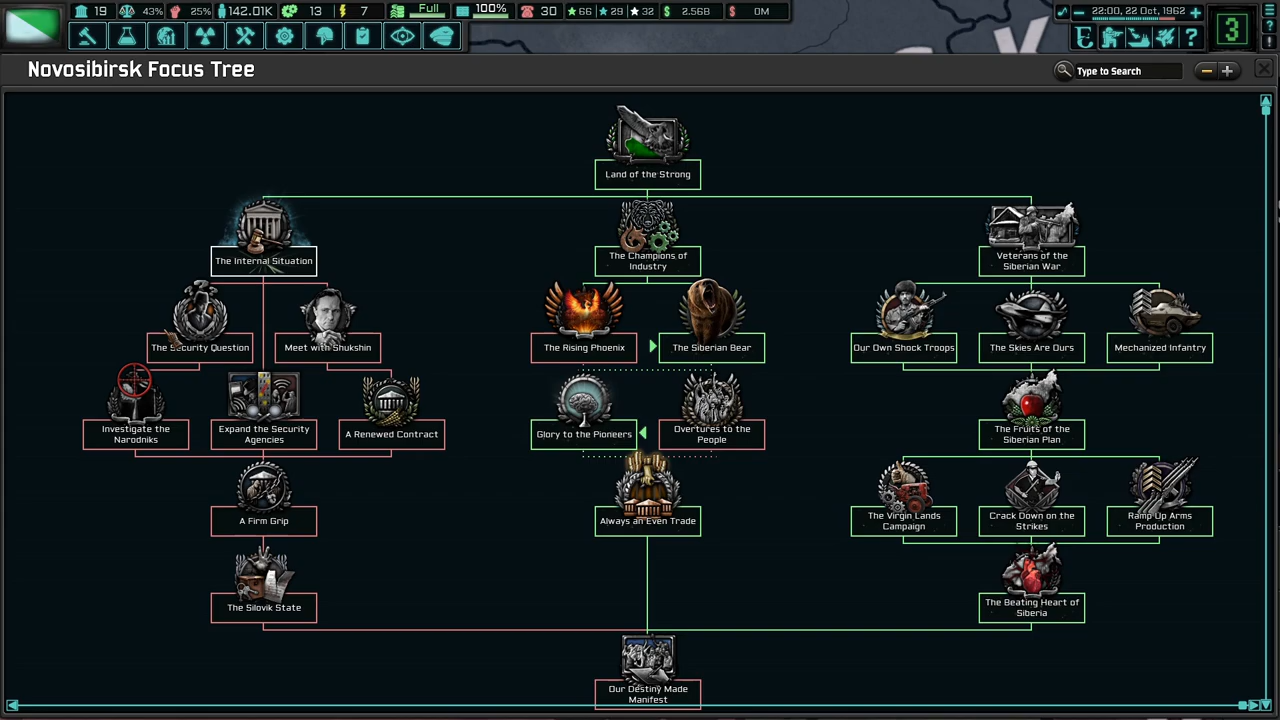 19 43% 25% 142.01K 13 7 Full 100% 30 66 29 32 2.568 0M 22:00, 22 Oct, 1962
3
Novosibirsk Focus Tree
Type to Search
Land of the Strong
The Internal Situation
The Champions of
Industry
Veterans of the
Siberian War
The Security Question
Meet with Shukshin
The Rising Phoenix
The Siberian Bear
Our Own Shock Troops
The Skies Are Ours
Mechanized Infantry
Investigate the
Narodniks
Expand the Security
Agencies
A Renewed Contract
Glory to the Pioneers
Overtures to the
People
The Fruits of the
Siberian Plan
A Firm Grip
Always an Even Trade
The Virgin Lands
Campaign
Crack Down on the
Strikes
Ramp Up Arms
Production
The Silovik State
The Beating Heart of
Siberia
Our Destiny Made
Manifest